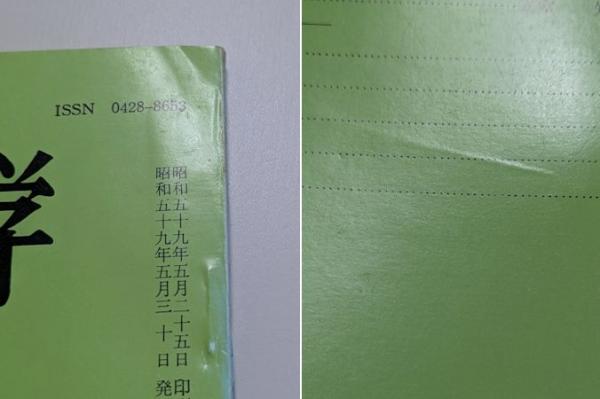 ISSN 0428-8653
昭和五十九年五月二十五日 印
昭和五十九年五月三十日 発
学